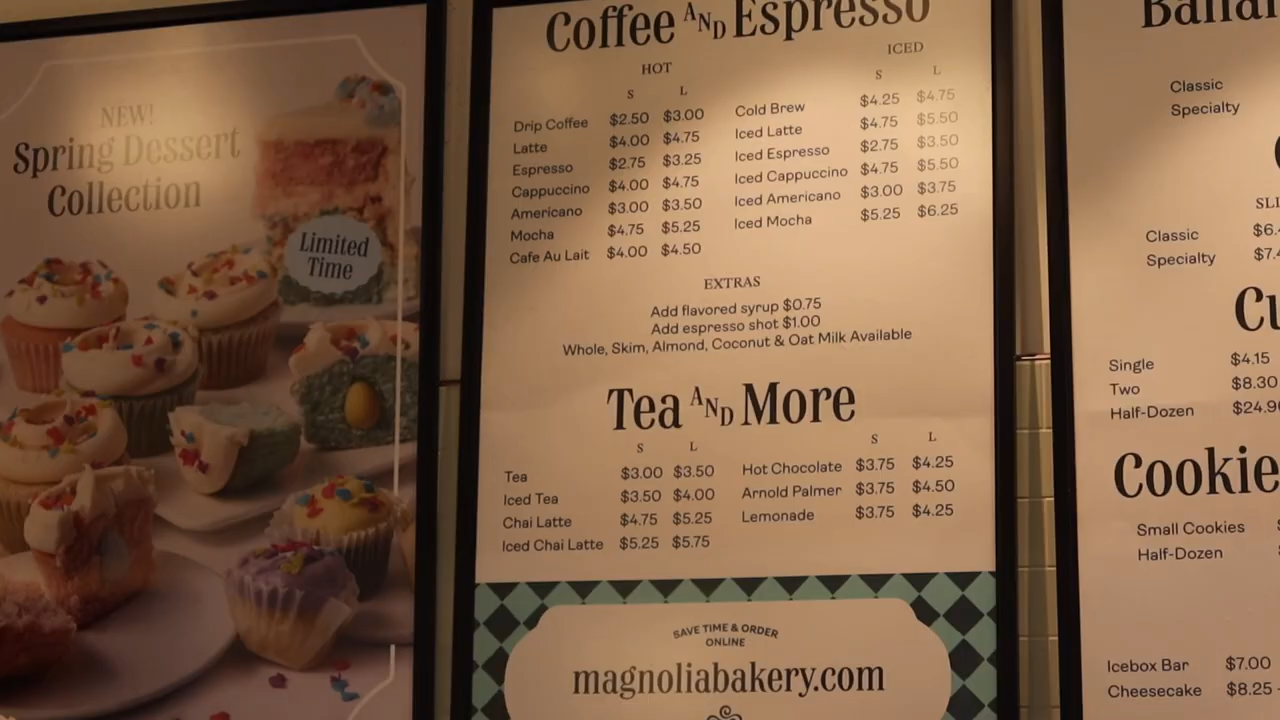 NEW!
Spring Dessert
Collection
Limited
Time
Coffee AND Espresso
HOT
S L
Drip Coffee $2.50 $3.00
Latte $4.00 $4.75
Espresso $2.75 $3.25
Cappuccino $4.00 $4.75
Americano $3.00 $3.50
Mocha $4.75 $5.25
Cafe Au Lait $4.00 $4.50
ICED
S L
Cold Brew $4.25 $4.75
Iced Latte $4.75 $5.50
Iced Espresso $2.75 $3.50
Iced Cappuccino $4.75 $5.50
Iced Americano $3.00 $3.75
Iced Mocha $5.25 $6.25
EXTRAS
Add flavored syrup $0.75
Add espresso shot $1.00
Whole, Skim, Almond, Coconut & Oat Milk Available
Tea AND More
S L
Tea $3.00 $3.50
Iced Tea $3.50 $4.00
Chai Latte $4.75 $5.25
Iced Chai Latte $5.25 $5.75
S L
Hot Chocolate $3.75 $4.25
Arnold Palmer $3.75 $4.50
Lemonade $3.75 $4.25
SAVE TIME & ORDER
ONLINE
magnoliabakery.com
Classic
Specialty
Classic
Specialty
Single $4.15
Two $8.30
Half-Dozen
Cookie
Small Cookies
Half-Dozen
Icebox Bar $7.00
Cheesecake $8.25